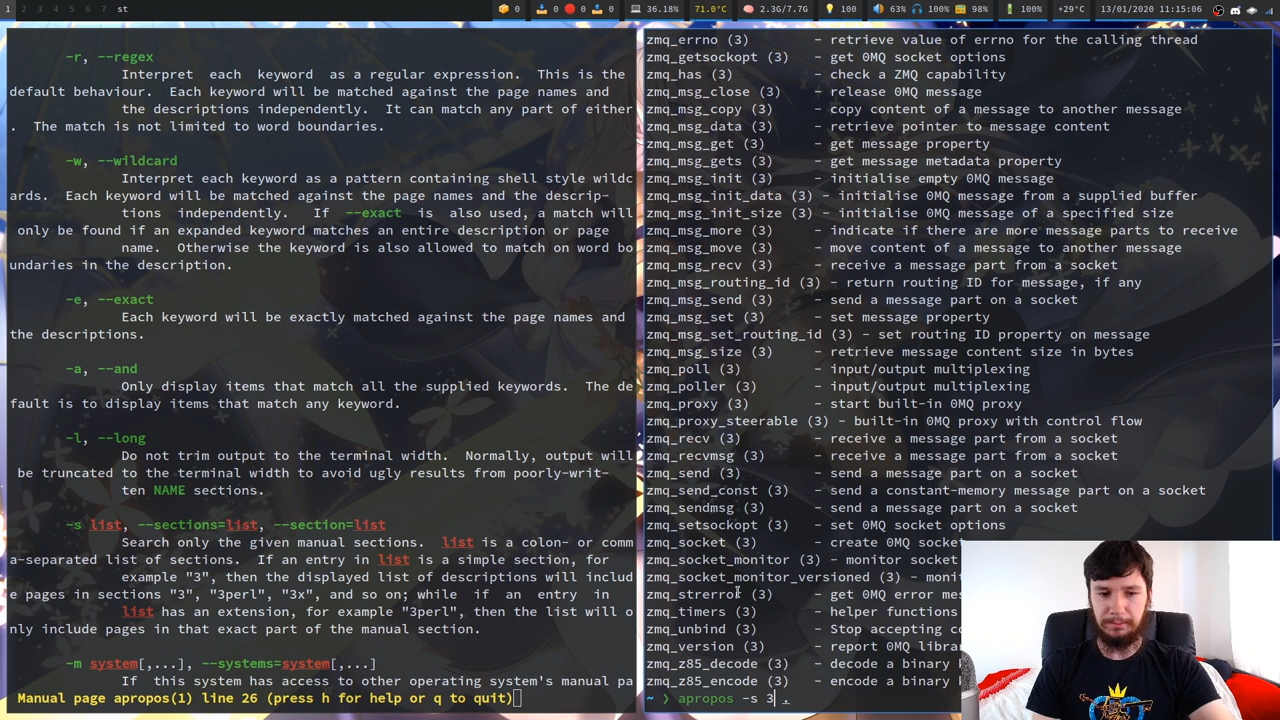 1 2 3 4 5 6 7 st
0 0 0 0 36.18% 71.0°C 2.3G/7.7G 100 63% 100% 98% 100% +29°C 13/01/2020 11:15:06
-r, --regex
Interpret each keyword as a regular expression. This is the
default behaviour. Each keyword will be matched against the page names and
the descriptions independently. It can match any part of either
. The match is not limited to word boundaries.
-w, --wildcard
Interpret each keyword as a pattern containing shell style wildc
ards. Each keyword will be matched against the page names and the descrip-
tions independently. If --exact is also used, a match will
only be found if an expanded keyword matches an entire description or page
name. Otherwise the keyword is also allowed to match on word bo
undaries in the description.
-e, --exact
Each keyword will be exactly matched against the page names and
the descriptions.
-a, --and
Only display items that match all the supplied keywords. The de
fault is to display items that match any keyword.
-l, --long
Do not trim output to the terminal width. Normally, output will
be truncated to the terminal width to avoid ugly results from poorly-writ-
ten NAME sections.
-s list, --sections=list, --section=list
Search only the given manual sections. list is a colon- or comm
a-separated list of sections. If an entry in list is a simple section, for
example "3", then the displayed list of descriptions will includ
e pages in sections "3", "3perl", "3x", and so on; while if an entry in
list has an extension, for example "3perl", then the list will o
nly include pages in that exact part of the manual section.
-m system[,...], --systems=system[,...]
If this system has access to other operating system's manual pa
Manual page apropos(1) line 26 (press h for help or q to quit)
zmq_errno (3) - retrieve value of errno for the calling thread
zmq_getsockopt (3) - get 0MQ socket options
zmq_has (3) - check a ZMQ capability
zmq_msg_close (3) - release 0MQ message
zmq_msg_copy (3) - copy content of a message to another message
zmq_msg_data (3) - retrieve pointer to message content
zmq_msg_get (3) - get message property
zmq_msg_gets (3) - get message metadata property
zmq_msg_init (3) - initialise empty 0MQ message
zmq_msg_init_data (3) - initialise 0MQ message from a supplied buffer
zmq_msg_init_size (3) - initialise 0MQ message of a specified size
zmq_msg_more (3) - indicate if there are more message parts to receive
zmq_msg_move (3) - move content of a message to another message
zmq_msg_recv (3) - receive a message part from a socket
zmq_msg_routing_id (3) - return routing ID for message, if any
zmq_msg_send (3) - send a message part on a socket
zmq_msg_set (3) - set message property
zmq_msg_set_routing_id (3) - set routing ID property on message
zmq_msg_size (3) - retrieve message content size in bytes
zmq_poll (3) - input/output multiplexing
zmq_poller (3) - input/output multiplexing
zmq_proxy (3) - start built-in 0MQ proxy
zmq_proxy_steerable (3) - built-in 0MQ proxy with control flow
zmq_recv (3) - receive a message part from a socket
zmq_recvmsg (3) - receive a message part from a socket
zmq_send (3) - send a message part on a socket
zmq_send_const (3) - send a constant-memory message part on a socket
zmq_sendmsg (3) - send a message part on a socket
zmq_setsockopt (3) - set 0MQ socket options
zmq_socket (3) - create 0MQ socket
zmq_socket_monitor (3) - monitor socket
zmq_socket_monitor_versioned (3) - monit
zmq_strerror (3) - get 0MQ error mes
zmq_timers (3) - helper functions
zmq_unbind (3) - Stop accepting co
zmq_version (3) - report 0MQ librar
zmq_z85_decode (3) - decode a binary k
zmq_z85_encode (3) - encode a binary k
~ ❯ apropos -s 3 .